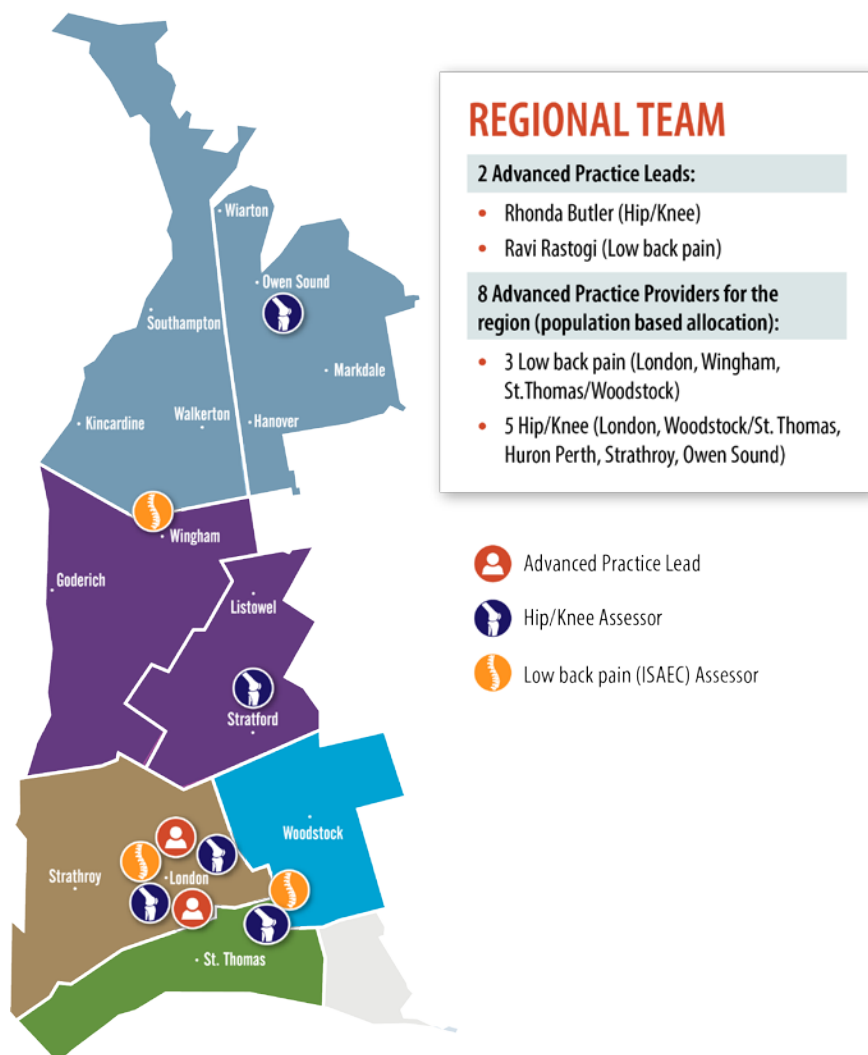 REGIONAL TEAM
2 Advanced Practice Leads:
• Rhonda Butler (Hip/Knee)
• Ravi Rastogi (Low back pain)
8 Advanced Practice Providers for the
region (population based allocation):
• 3 Low back pain (London, Wingham,
St.Thomas/Woodstock)
• 5 Hip/Knee (London, Woodstock/St. Thomas,
Huron Perth, Strathroy, Owen Sound)
Advanced Practice Lead
Hip/Knee Assessor
Low back pain (ISAEC) Assessor
Wiarton
Owen Sound
Southampton
Markdale
Kincardine
Walkerton
Hanover
Wingham
Goderich
Listowel
Stratford
Woodstock
Strathroy
London
St. Thomas